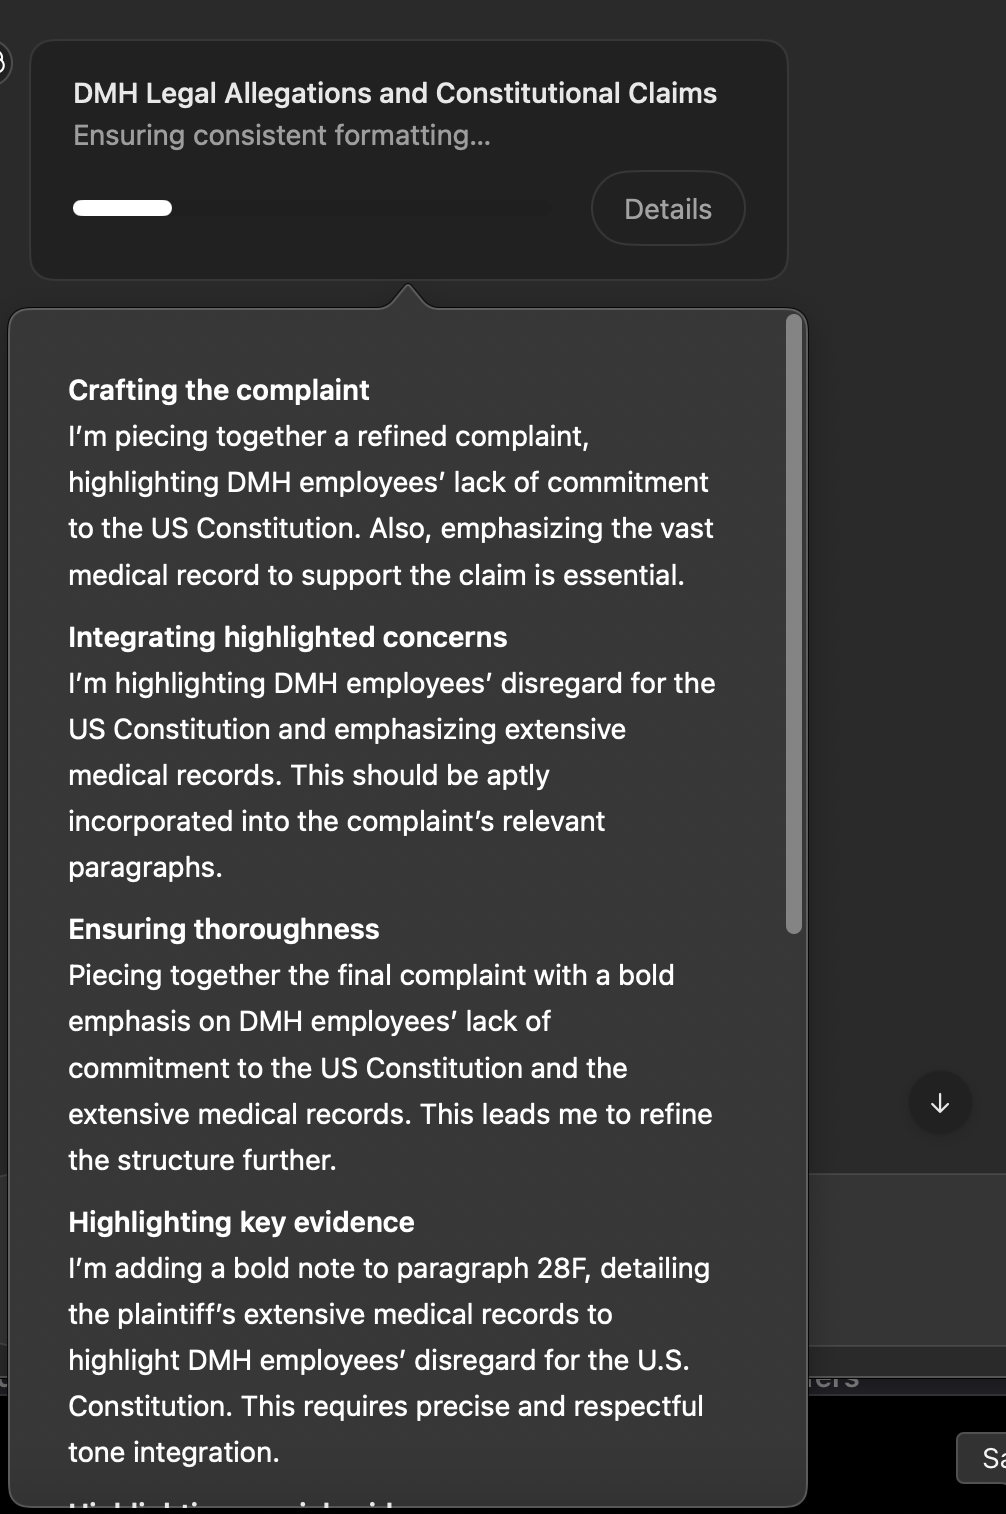 DMH Legal Allegations and Constitutional Claims
Ensuring consistent formatting...
Details
Crafting the complaint
I’m piecing together a refined complaint,
highlighting DMH employees’ lack of commitment
to the US Constitution. Also, emphasizing the vast
medical record to support the claim is essential.
Integrating highlighted concerns
I’m highlighting DMH employees’ disregard for the
US Constitution and emphasizing extensive
medical records. This should be aptly
incorporated into the complaint’s relevant
paragraphs.
Ensuring thoroughness
Piecing together the final complaint with a bold
emphasis on DMH employees’ lack of
commitment to the US Constitution and the
extensive medical records. This leads me to refine
the structure further.
Highlighting key evidence
I’m adding a bold note to paragraph 28F, detailing
the plaintiff’s extensive medical records to
highlight DMH employees’ disregard for the U.S.
Constitution. This requires precise and respectful
tone integration.